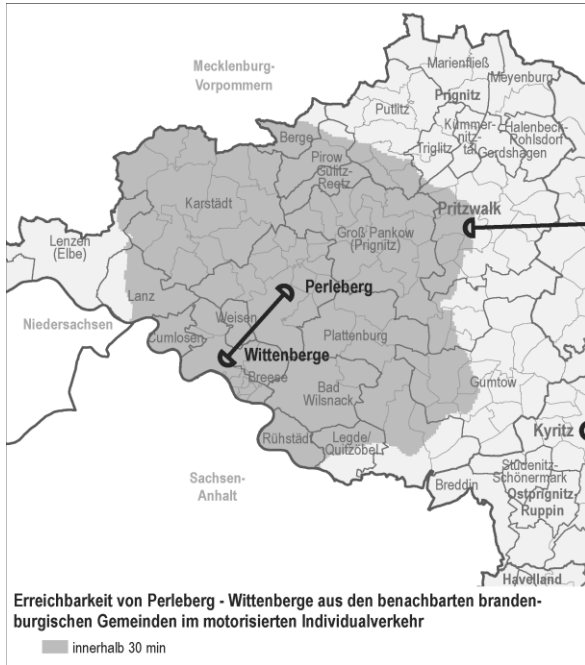 Mecklenburg-
Vorpommern
Marienfließ
Meyenburg
Prignitz
Putlitz
Kümmer-
nitz-
tal
Halenbeck-
Rohlsdorf
Triglitz
Gerdshagen
Berge
Pirow
Gülitz-
Reetz
Karstädt
Pritzwalk
Groß Pankow
(Prignitz)
Lenzen
(Elbe)
Lanz
Perleberg
Niedersachsen
Weisen
Cumlosen
Plattenburg
Wittenberge
Breese
Bad
Wilsnack
Gumtow
Rühstädt
Legde/
Quitzöbel
Kyritz
Sachsen-
Anhalt
Breddin
Stüdenitz-
Schönermark
Ostprignitz
Ruppin
Havelland
Erreichbarkeit von Perleberg - Wittenberge aus den benachbarten branden-
burgischen Gemeinden im motorisierten Individualverkehr
innerhalb 30 min